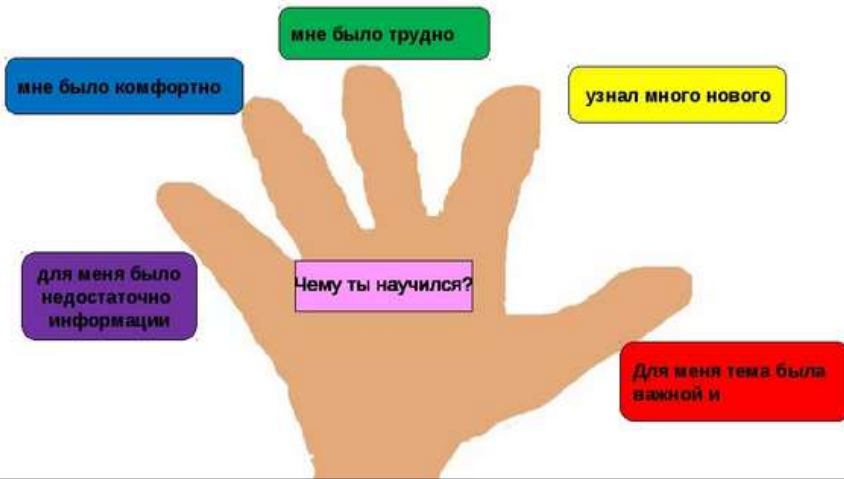 мне было трудно
мне было комфортно
узнал много нового
для меня было
недостаточно
информации
Чему ты научился?
Для меня тема была
важной и